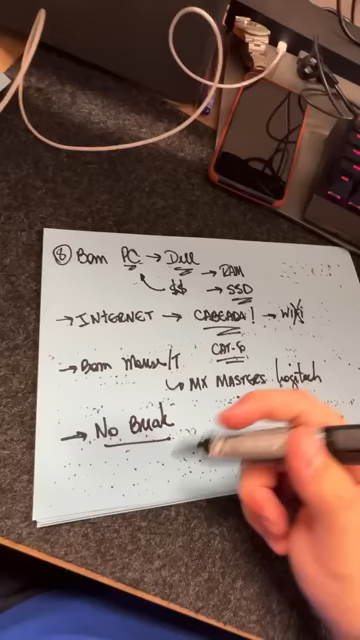 ⑧ Bom PC → Dell
→ RAM
$$ → SSD
→ INTERNET → CABEADA! → WiFi
CAT-6
→ Bom Mouse/T
↳ MX MASTERS Logitech
→ No Break